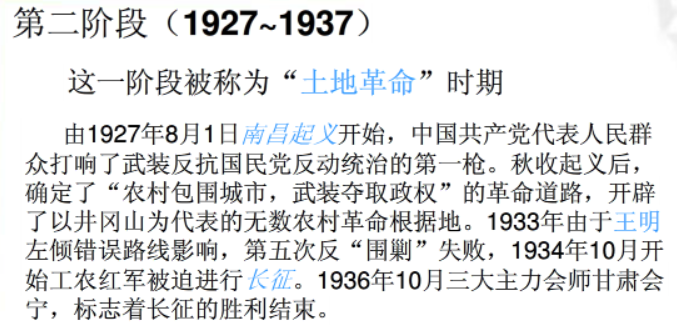 第二阶段（1927~1937）
这一阶段被称为“土地革命”时期
由1927年8月1日南昌起义开始，中国共产党代表人民群
众打响了武装反抗国民党反动统治的第一枪。秋收起义后，
确定了“农村包围城市，武装夺取政权”的革命道路，开辟
了以井冈山为代表的无数农村革命根据地。1933年由于王明
左倾错误路线影响，第五次反“围剿”失败，1934年10月开
始工农红军被迫进行长征。1936年10月三大主力会师甘肃会
宁，标志着长征的胜利结束。